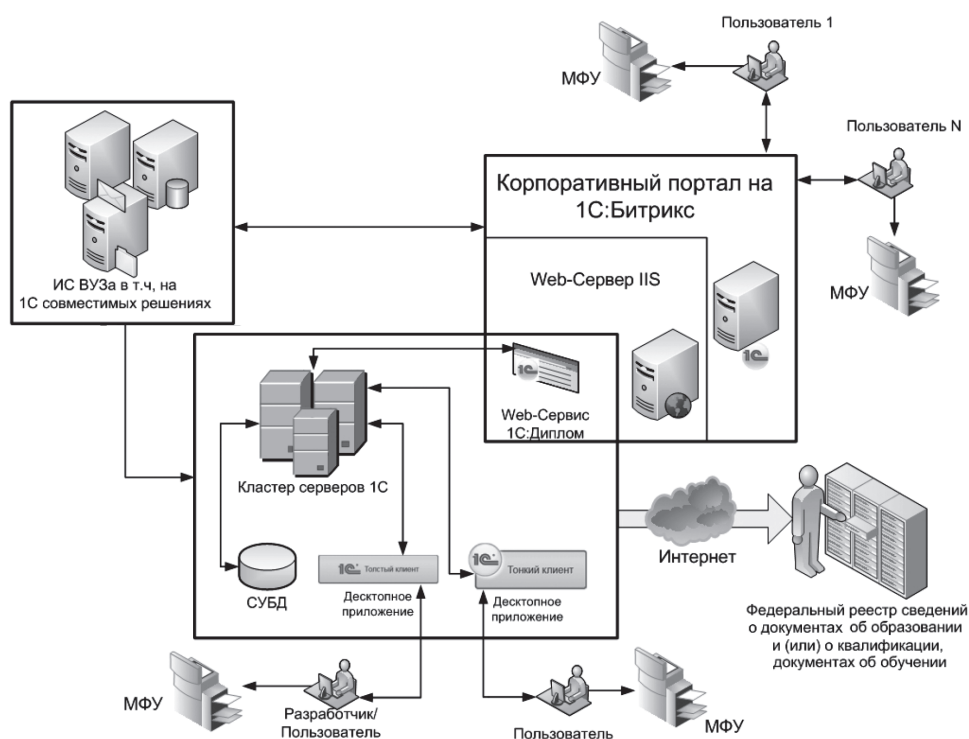 Пользователь 1
МФУ
Пользователь N
МФУ
Корпоративный портал на
1С:Битрикс
Web-Сервер IIS
1С
ИС ВУЗа в т.ч, на
1С совместимых решениях
1С
Web-Сервис
1С:Диплом
Кластер серверов 1С
СУБД
1С Толстый клиент
Десктопное
приложение
1С Тонкий клиент
Десктопное
приложение
Интернет
Федеральный реестр сведений
о документах об образовании
и (или) о квалификации,
документах об обучении
МФУ
Разработчик/
Пользователь
Пользователь
МФУ